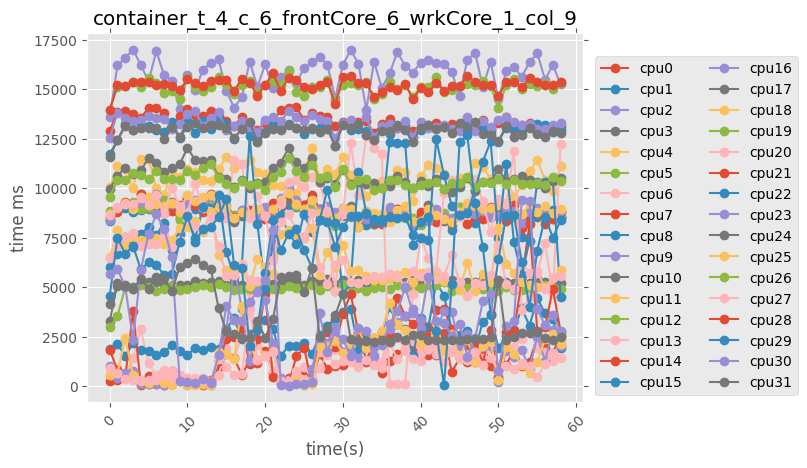 container_t_4_c_6_frontCore_6_wrkCore_1_col_9
17500
15000
12500
10000
7500
5000
2500
0
time ms
0
10
20
30
40
50
60
time(s)
cpu0
cpu1
cpu2
cpu3
cpu4
cpu5
cpu6
cpu7
cpu8
cpu9
cpu10
cpu11
cpu12
cpu13
cpu14
cpu15
cpu16
cpu17
cpu18
cpu19
cpu20
cpu21
cpu22
cpu23
cpu24
cpu25
cpu26
cpu27
cpu28
cpu29
cpu30
cpu31